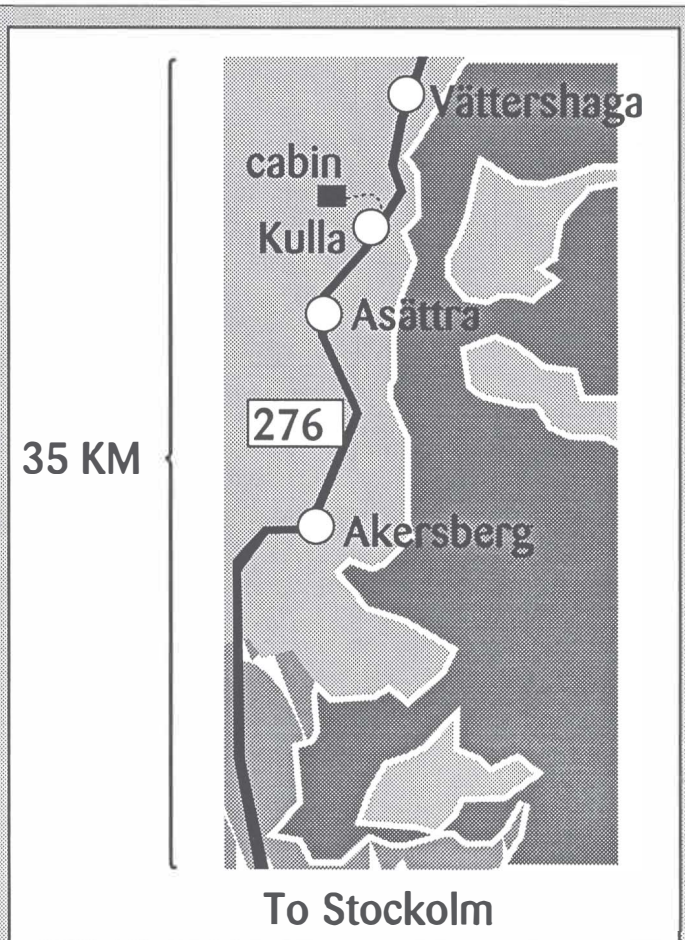 Vättershaga
cabin
Kulla
Asättra
276
35 KM
Akersberg
To Stockolm